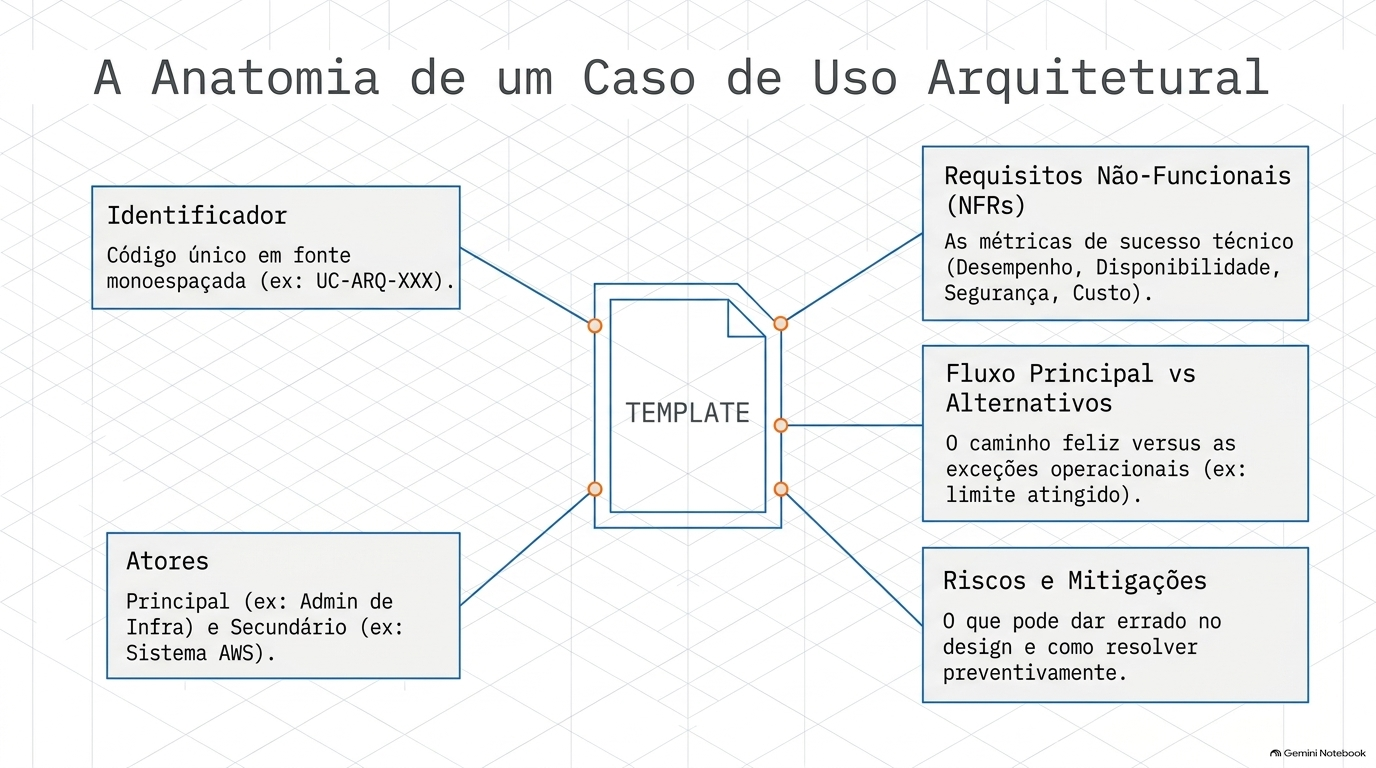 A Anatomia de um Caso de Uso Arquitetural
Identificador
Código único em fonte
monoespaçada (ex: UC-ARQ-XXX).
Atores
Principal (ex: Admin de
Infra) e Secundário (ex:
Sistema AWS).
TEMPLATE
Requisitos Não-Funcionais
(NFRs)
As métricas de sucesso técnico
(Desempenho, Disponibilidade,
Segurança, Custo).
Fluxo Principal vs
Alternativos
O caminho feliz versus as
exceções operacionais (ex:
limite atingido).
Riscos e Mitigações
O que pode dar errado no
design e como resolver
preventivamente.
Gemini Notebook